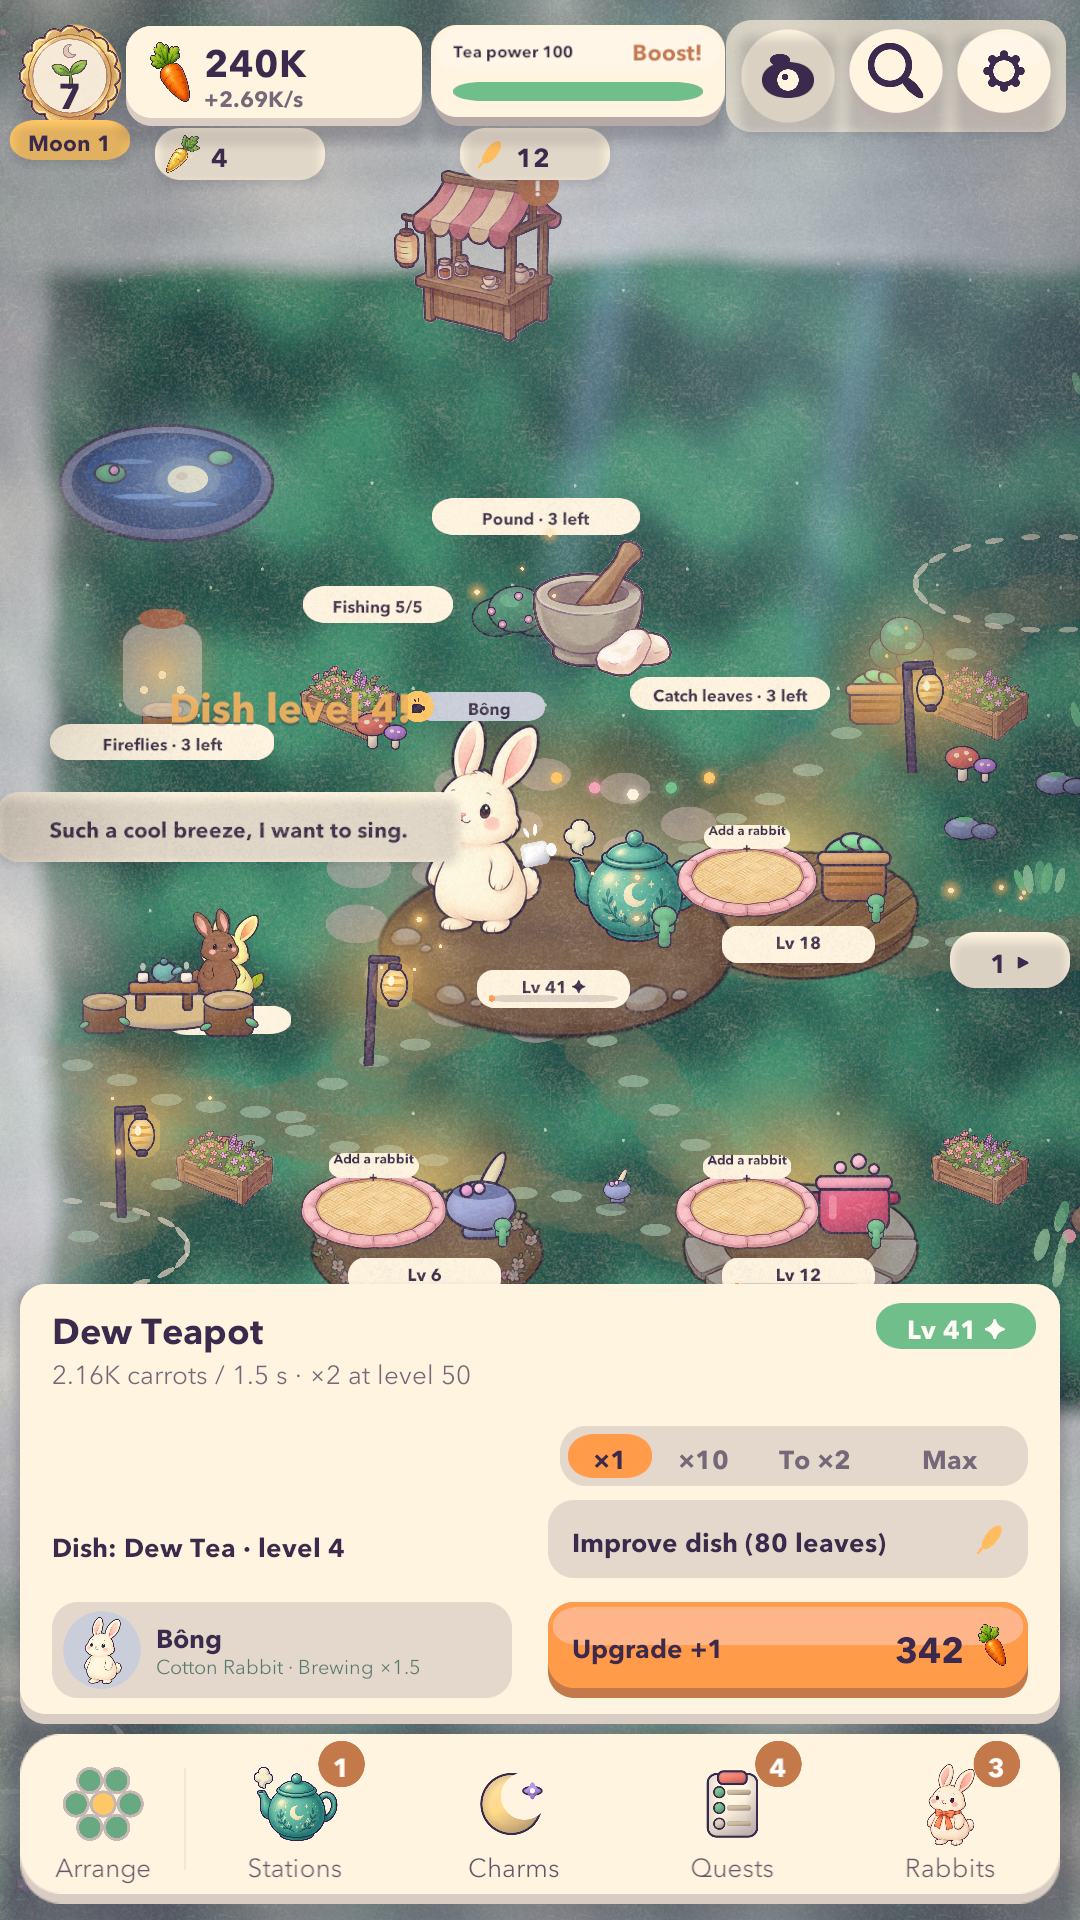 7
Moon 1
240K
+2.69K/s
Tea power 100
Boost!
4
12
!
Pound · 3 left
Fishing 5/5
Catch leaves · 3 left
Dish level 4!
Bông
Fireflies · 3 left
Such a cool breeze, I want to sing.
Add a rabbit
+
Lv 18
1
Lv 41
Add a rabbit
+
Add a rabbit
+
Lv 6
Lv 12
Dew Teapot
Lv 41
2.16K carrots / 1.5 s · ×2 at level 50
×1
×10
To ×2
Max
Dish: Dew Tea · level 4
Improve dish (80 leaves)
Bông
Cotton Rabbit · Brewing ×1.5
Upgrade +1
342
1
4
3
Arrange
Stations
Charms
Quests
Rabbits